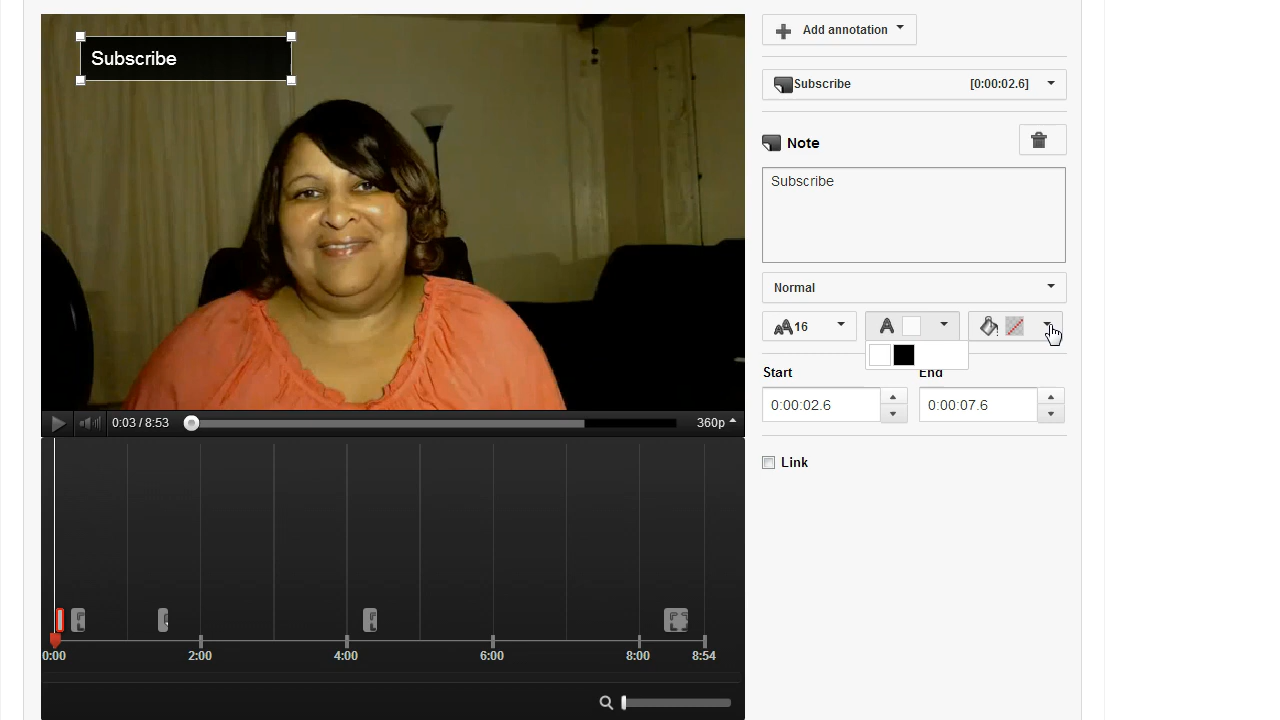 Subscribe
Add annotation
Subscribe [0:00:02.6]
Note
Subscribe
Normal
16
Start End
0:00:02.6 0:00:07.6
Link
0:03 / 8:53 360p
0:00 2:00 4:00 6:00 8:00 8:54